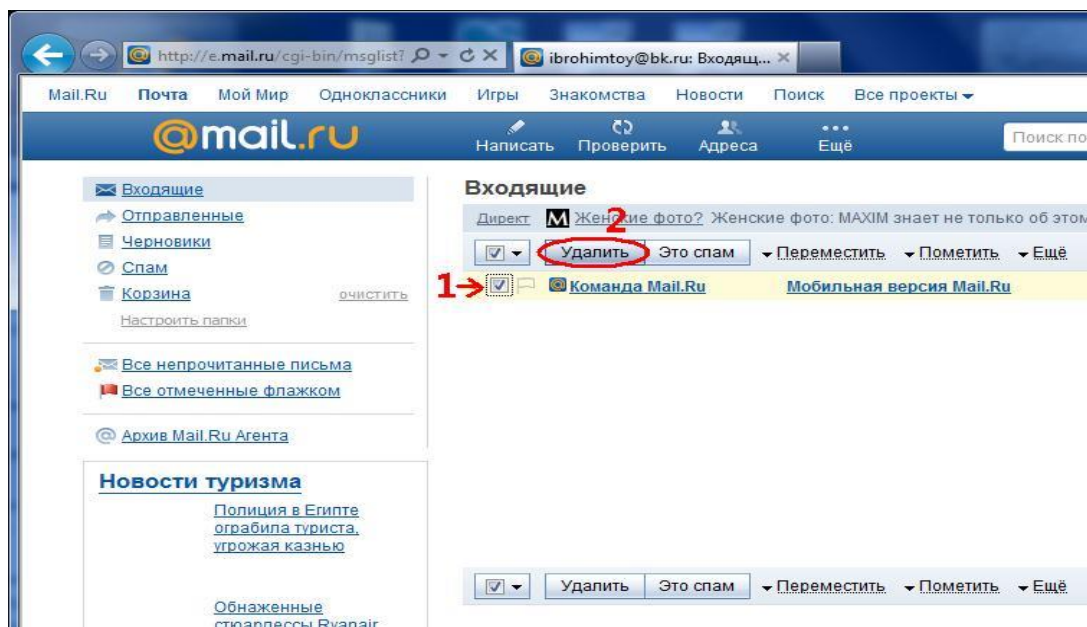 http://e.mail.ru/cgi-bin/msglist? ibrohimtoy@bk.ru: Входящ...
Mail.Ru Почта Мой Мир Одноклассники Игры Знакомства Новости Поиск Все проекты
@mail.ru Написать Проверить Адреса Ещё Поиск по
Входящие
Отправленные
Черновики
Спам
Корзина очистить
Настроить папки
Все непрочитанные письма
Все отмеченные флажком
Архив Mail.Ru Агента
Новости туризма
Полиция в Египте
ограбила туриста,
угрожая казнью
Обнаженные
стюардессы Ryanair
Входящие
Директ M Женские фото? Женские фото: MAXIM знает не только об этом
2
Удалить Это спам Переместить Пометить Ещё
1 Команда Mail.Ru Мобильная версия Mail.Ru
Удалить Это спам Переместить Пометить Ещё